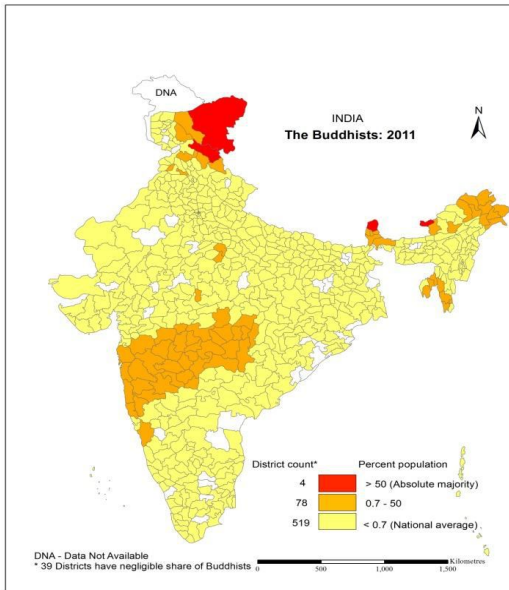 DNA
INDIA
The Buddhists: 2011
N
District count* Percent population
4 > 50 (Absolute majority)
78 0.7 - 50
519 < 0.7 (National average)
DNA - Data Not Available
* 39 Districts have negligible share of Buddhists
Kilometres
0 500 1,000 1,500